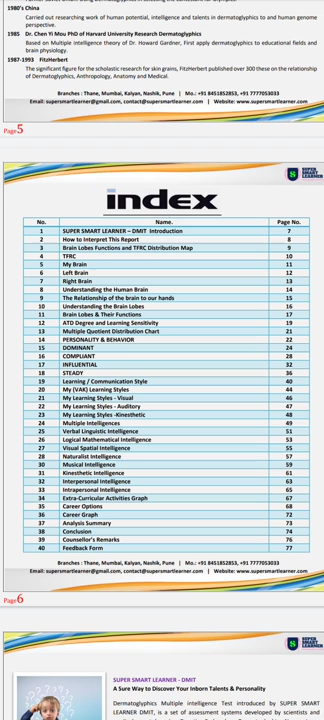 1980's China
Carried out research work of human potential, intelligence and talents in dermatoglyphics and to human genome
perspective.
1985 Dr. Chen Yi Mou PhD of Harvard University Research Dermatoglyphics
Based on Multiple Intelligence theory of Dr. Howard Gardner, First apply dermatoglyphics to educational fields and
brain physiology.
1987-1993 FitzHerbert
The significant figure for the scholarly research for skin grains, FitzHerbert published over 300 these on the relationship
of Dermatoglyphics, Anthropology, Anatomy and Medical.
Branches : Thane, Mumbai, Kalyan, Nashik, Pune | Mo.: +91 8451852853, +91 7777053033
Email: supersmartlearner@gmail.com, contact@supersmartlearner.com | Website: www.supersmartlearner.com
Page5
SUPER
SMART
LEARNER
index
No. Name. Page No.
1 SUPER SMART LEARNER – DMIT Introduction 7
2 How to Interpret This Report 8
3 Brain Lobes Functions and TFRC Distribution Map 9
4 TFRC 10
5 My Brain 11
6 Left Brain 12
7 Right Brain 13
8 Understanding the Human Brain 14
9 The Relationship of the brain to our hands 15
10 Understanding the Brain Lobes 16
11 Brain Lobes & Their Functions 17
12 ATD Degree and Learning Sensitivity 19
13 Multiple Quotient Distribution Chart 21
14 PERSONALITY & BEHAVIOR 22
15 DOMINANT 24
16 COMPLIANT 28
17 INFLUENTIAL 32
18 STEADY 36
19 Learning / Communication Style 40
20 My (VAK) Learning Styles 44
21 My Learning Styles - Visual 46
22 My Learning Styles - Auditory 47
23 My Learning Styles -Kinesthetic 48
24 Multiple Intelligences 49
25 Verbal Linguistic Intelligence 51
26 Logical Mathematical Intelligence 53
27 Visual Spatial Intelligence 55
28 Naturalist Intelligence 57
30 Musical Intelligence 59
31 Kinesthetic Intelligence 61
32 Interpersonal Intelligence 63
33 Intrapersonal Intelligence 65
34 Extra-Curricular Activities Graph 67
35 Career Options 68
36 Career Graph 72
37 Analysis Summary 73
38 Conclusion 74
39 Counsellor's Remarks 76
40 Feedback Form 77
Branches : Thane, Mumbai, Kalyan, Nashik, Pune | Mo.: +91 8451852853, +91 7777053033
Email: supersmartlearner@gmail.com, contact@supersmartlearner.com | Website: www.supersmartlearner.com
Page6
SUPER
SMART
LEARNER
SUPER SMART LEARNER - DMIT
A Sure Way to Discover Your Inborn Talents & Personality
Dermatoglyphics Multiple intelligence Test introduced by SUPER SMART
LEARNER DMIT, is a set of assessment systems developed by scientists and